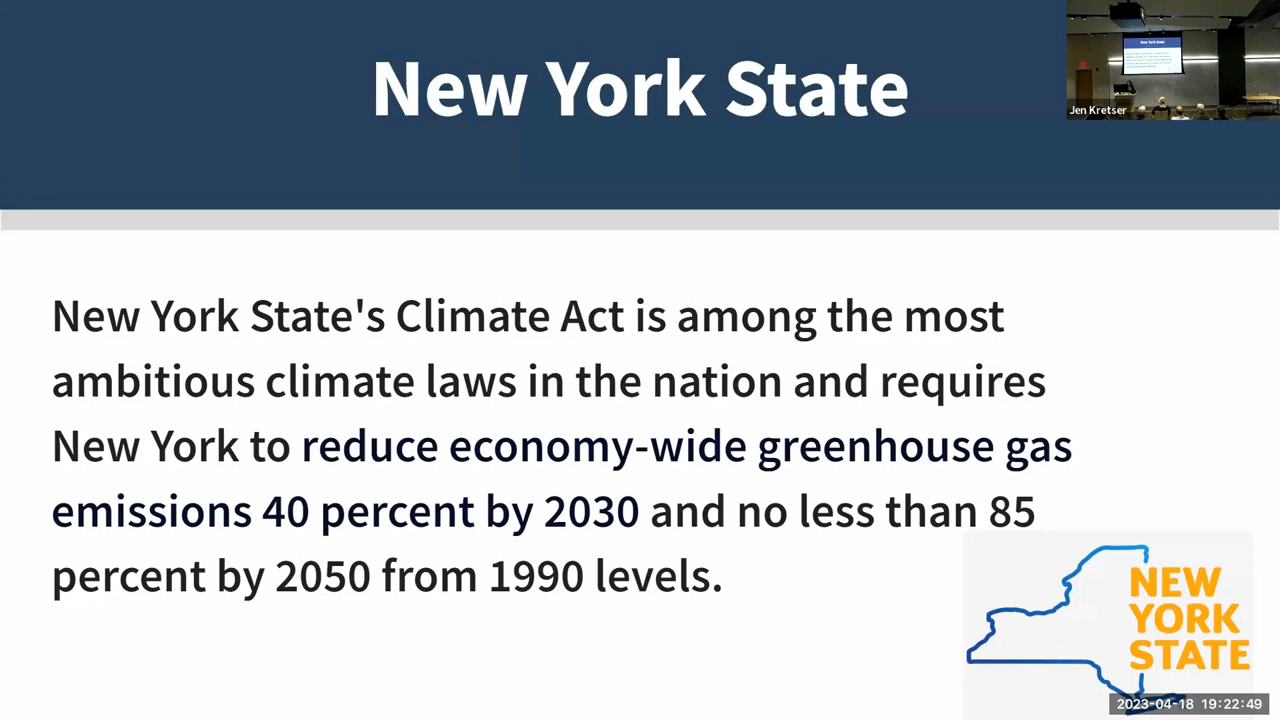 New York State
Jen Kretser
New York State's Climate Act is among the most
ambitious climate laws in the nation and requires
New York to reduce economy-wide greenhouse gas
emissions 40 percent by 2030 and no less than 85
percent by 2050 from 1990 levels.
NEW
YORK
STATE
2023-04-18 19:22:49